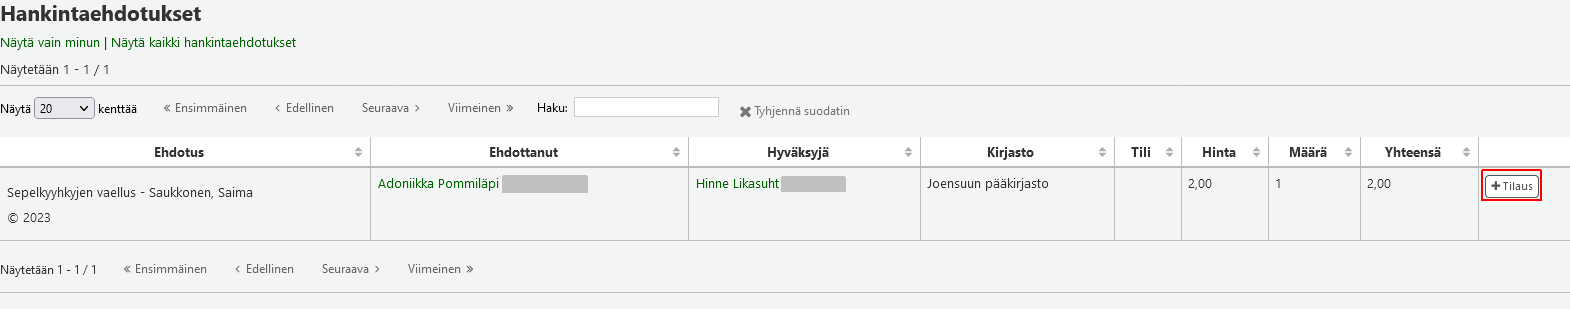 Hankintaehdotukset
Näytä vain minun | Näytä kaikki hankintaehdotukset
Näytetään 1 - 1 / 1
Näytä 20 kenttää « Ensimmäinen ‹ Edellinen Seuraava › Viimeinen » Haku: ✖ Tyhjennä suodatin
Ehdotus Ehdottanut Hyväksyjä Kirjasto Tili Hinta Määrä Yhteensä
Sepelkyyhkyjen vaellus - Saukkonen, Saima Adoniikka Pommiläpi Hinne Likasuht Joensuun pääkirjasto 2,00 1 2,00 + Tilaus
© 2023
Näytetään 1 - 1 / 1 « Ensimmäinen ‹ Edellinen Seuraava › Viimeinen »